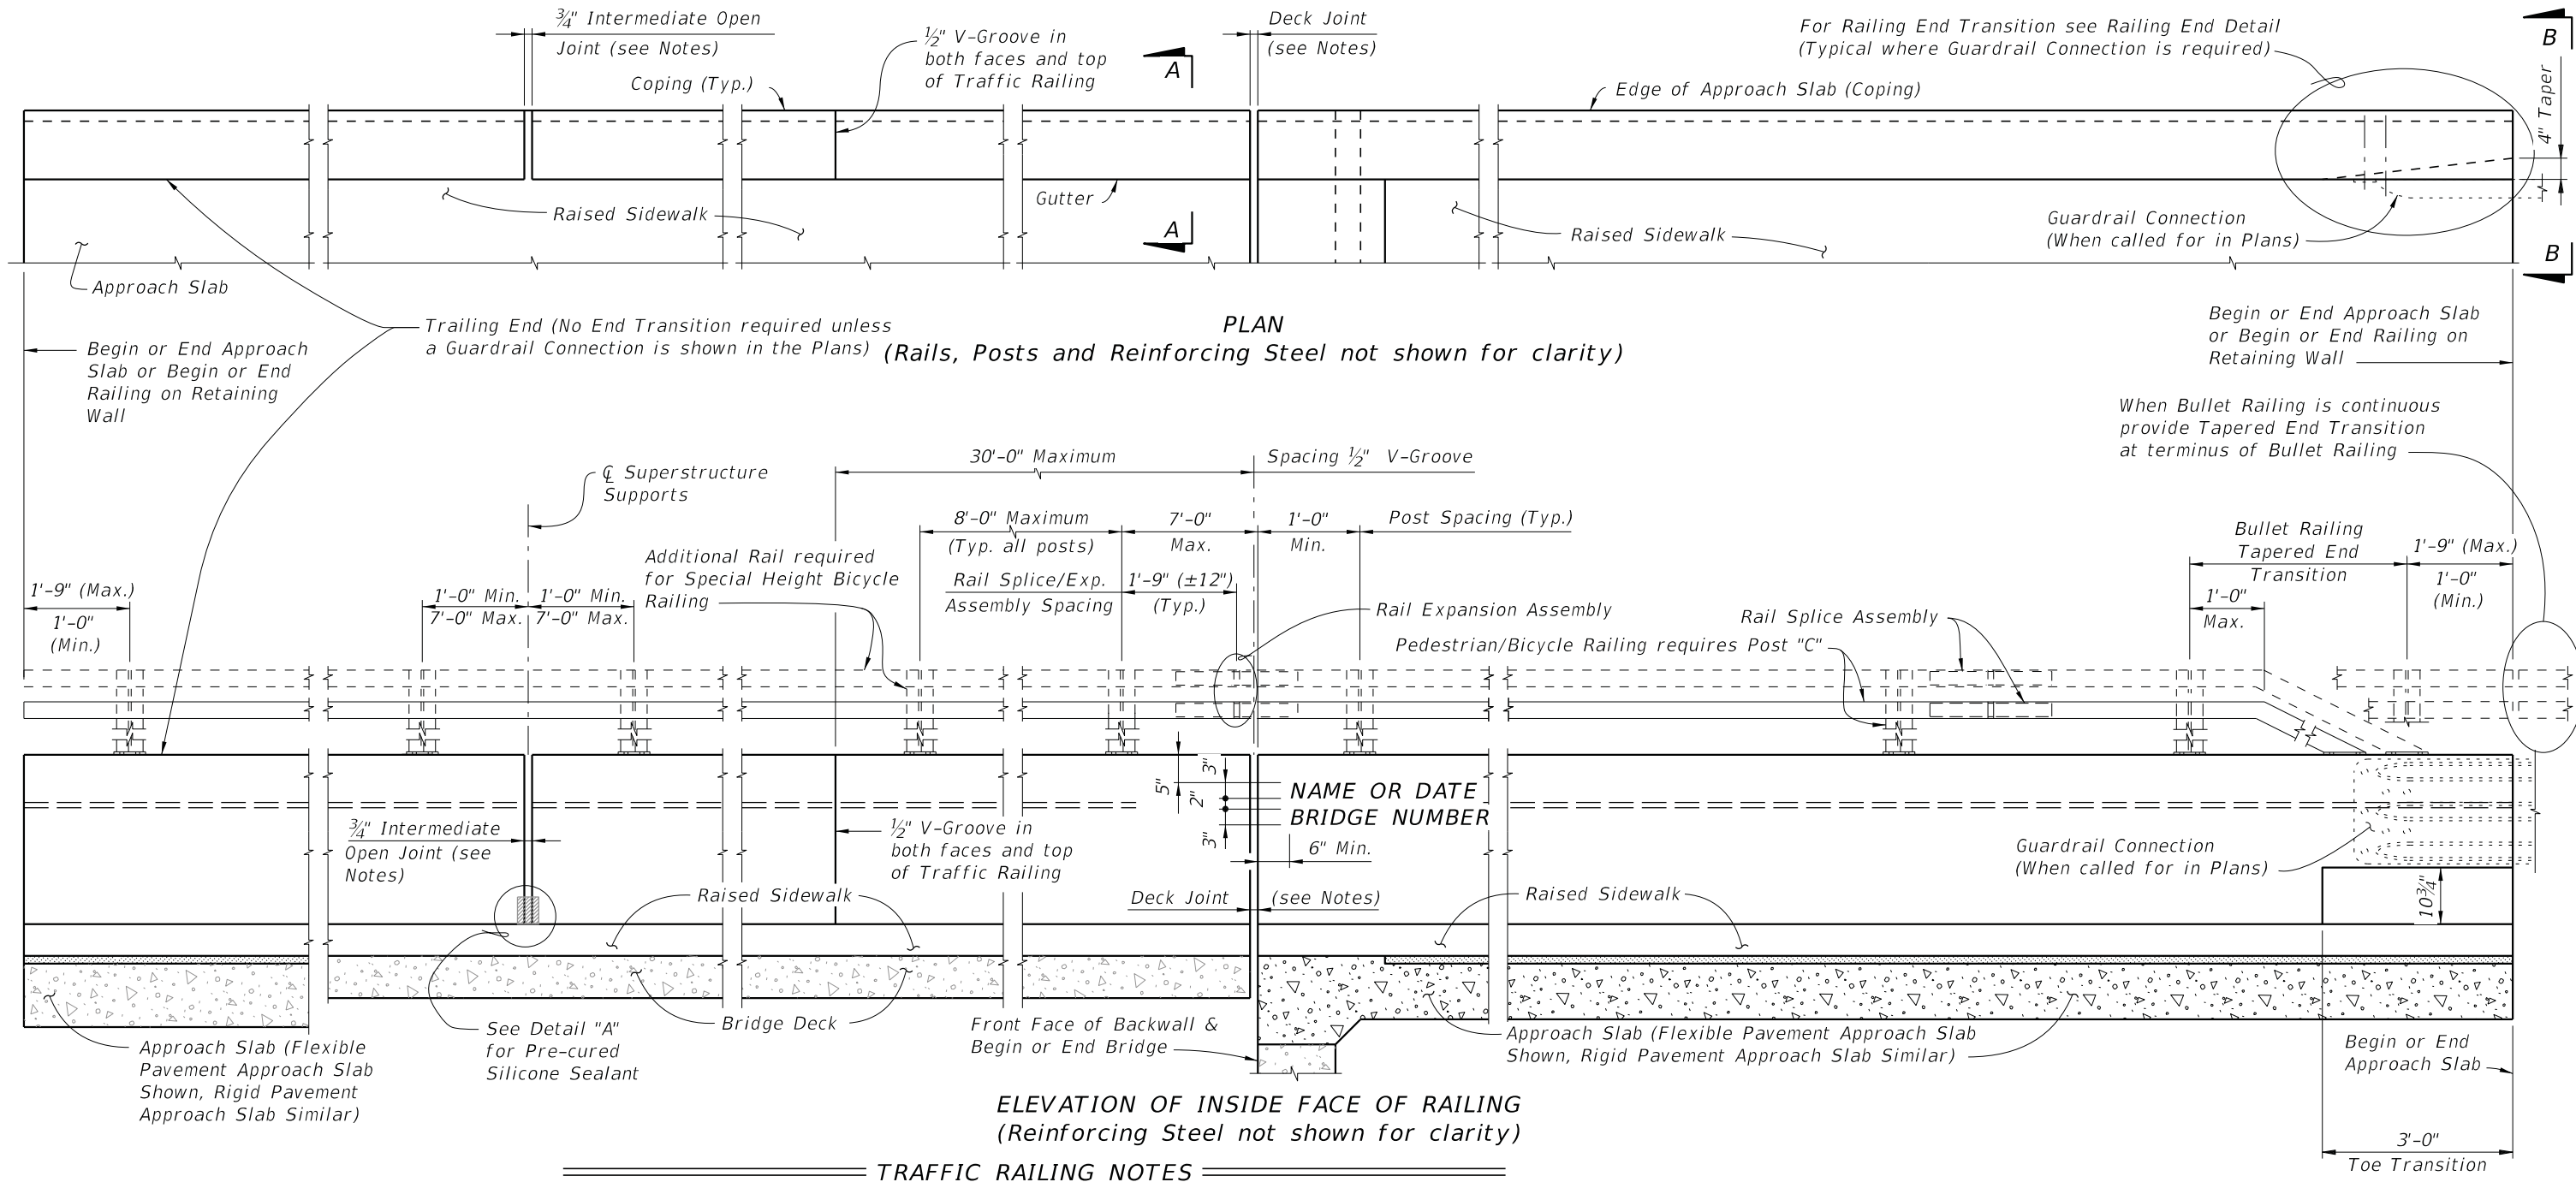 ¾" Intermediate Open
Joint (see Notes)
Coping (Typ.)
½" V-Groove in
both faces and top
of Traffic Railing
A
Deck Joint
(see Notes)
For Railing End Transition see Railing End Detail
(Typical where Guardrail Connection is required)
Edge of Approach Slab (Coping)
B
4" Taper
Raised Sidewalk
Gutter
A
Raised Sidewalk
Guardrail Connection
(When called for in Plans)
B
Approach Slab
Begin or End Approach
Slab or Begin or End
Railing on Retaining
Wall
Trailing End (No End Transition required unless
a Guardrail Connection is shown in the Plans)
PLAN
(Rails, Posts and Reinforcing Steel not shown for clarity)
Begin or End Approach Slab
or Begin or End Railing on
Retaining Wall
When Bullet Railing is continuous
provide Tapered End Transition
at terminus of Bullet Railing
℄ Superstructure
Supports
30'-0" Maximum
Spacing ½" V-Groove
8'-0" Maximum
(Typ. all posts)
7'-0"
Max.
1'-0"
Min.
Post Spacing (Typ.)
Additional Rail required
for Special Height Bicycle
Railing
Rail Splice/Exp.
Assembly Spacing
1'-9" (±12")
(Typ.)
Rail Expansion Assembly
Rail Splice Assembly
Pedestrian/Bicycle Railing requires Post "C"
Bullet Railing
Tapered End
Transition
1'-9" (Max.)
1'-0"
(Min.)
1'-0"
Max.
1'-9" (Max.)
1'-0"
(Min.)
1'-0" Min.
7'-0" Max.
1'-0" Min.
7'-0" Max.
5"
3"
2"
3"
NAME OR DATE
BRIDGE NUMBER
6" Min.
¾" Intermediate
Open Joint (see
Notes)
½" V-Groove in
both faces and top
of Traffic Railing
Raised Sidewalk
Deck Joint
(see Notes)
Raised Sidewalk
Guardrail Connection
(When called for in Plans)
10¾"
Approach Slab (Flexible
Pavement Approach Slab
Shown, Rigid Pavement
Approach Slab Similar)
See Detail "A"
for Pre-cured
Silicone Sealant
Bridge Deck
Front Face of Backwall &
Begin or End Bridge
Approach Slab (Flexible Pavement Approach Slab
Shown, Rigid Pavement Approach Slab Similar)
Begin or End
Approach Slab
3'-0"
Toe Transition
ELEVATION OF INSIDE FACE OF RAILING
(Reinforcing Steel not shown for clarity)
TRAFFIC RAILING NOTES